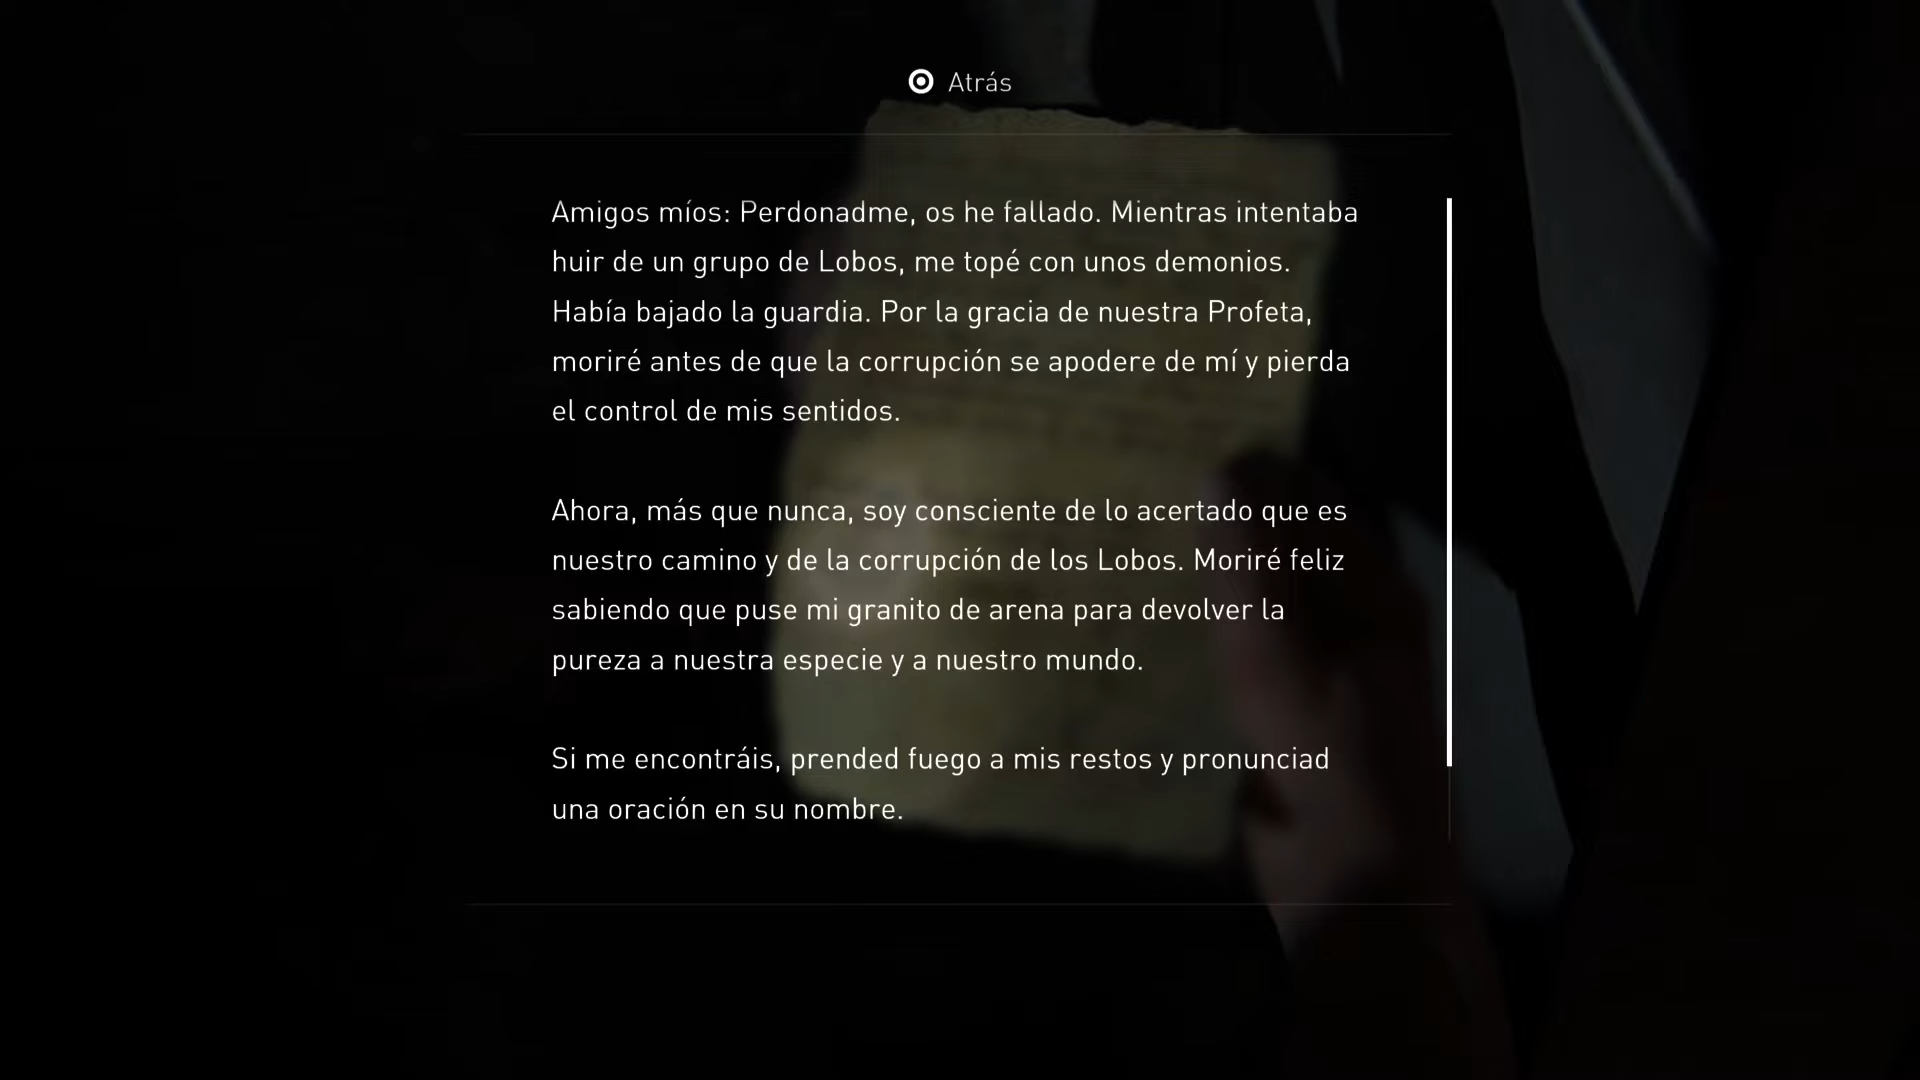 Atrás
Amigos míos: Perdonadme, os he fallado. Mientras intentaba
huir de un grupo de Lobos, me topé con unos demonios.
Había bajado la guardia. Por la gracia de nuestra Profeta,
moriré antes de que la corrupción se apodere de mí y pierda
el control de mis sentidos.
Ahora, más que nunca, soy consciente de lo acertado que es
nuestro camino y de la corrupción de los Lobos. Moriré feliz
sabiendo que puse mi granito de arena para devolver la
pureza a nuestra especie y a nuestro mundo.
Si me encontráis, prended fuego a mis restos y pronunciad
una oración en su nombre.